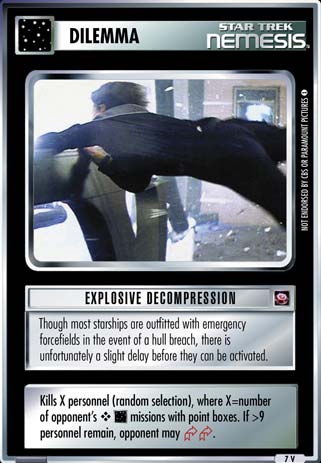 DILEMMA
STAR TREK
NEMESIS
NOT ENDORSED BY CBS OR PARAMOUNT PICTURES
EXPLOSIVE DECOMPRESSION
Though most starships are outfitted with emergency
forcefields in the event of a hull breach, there is
unfortunately a slight delay before they can be activated.
Kills X personnel (random selection), where X=number
of opponent's missions with point boxes. If >9
personnel remain, opponent may .
7 V